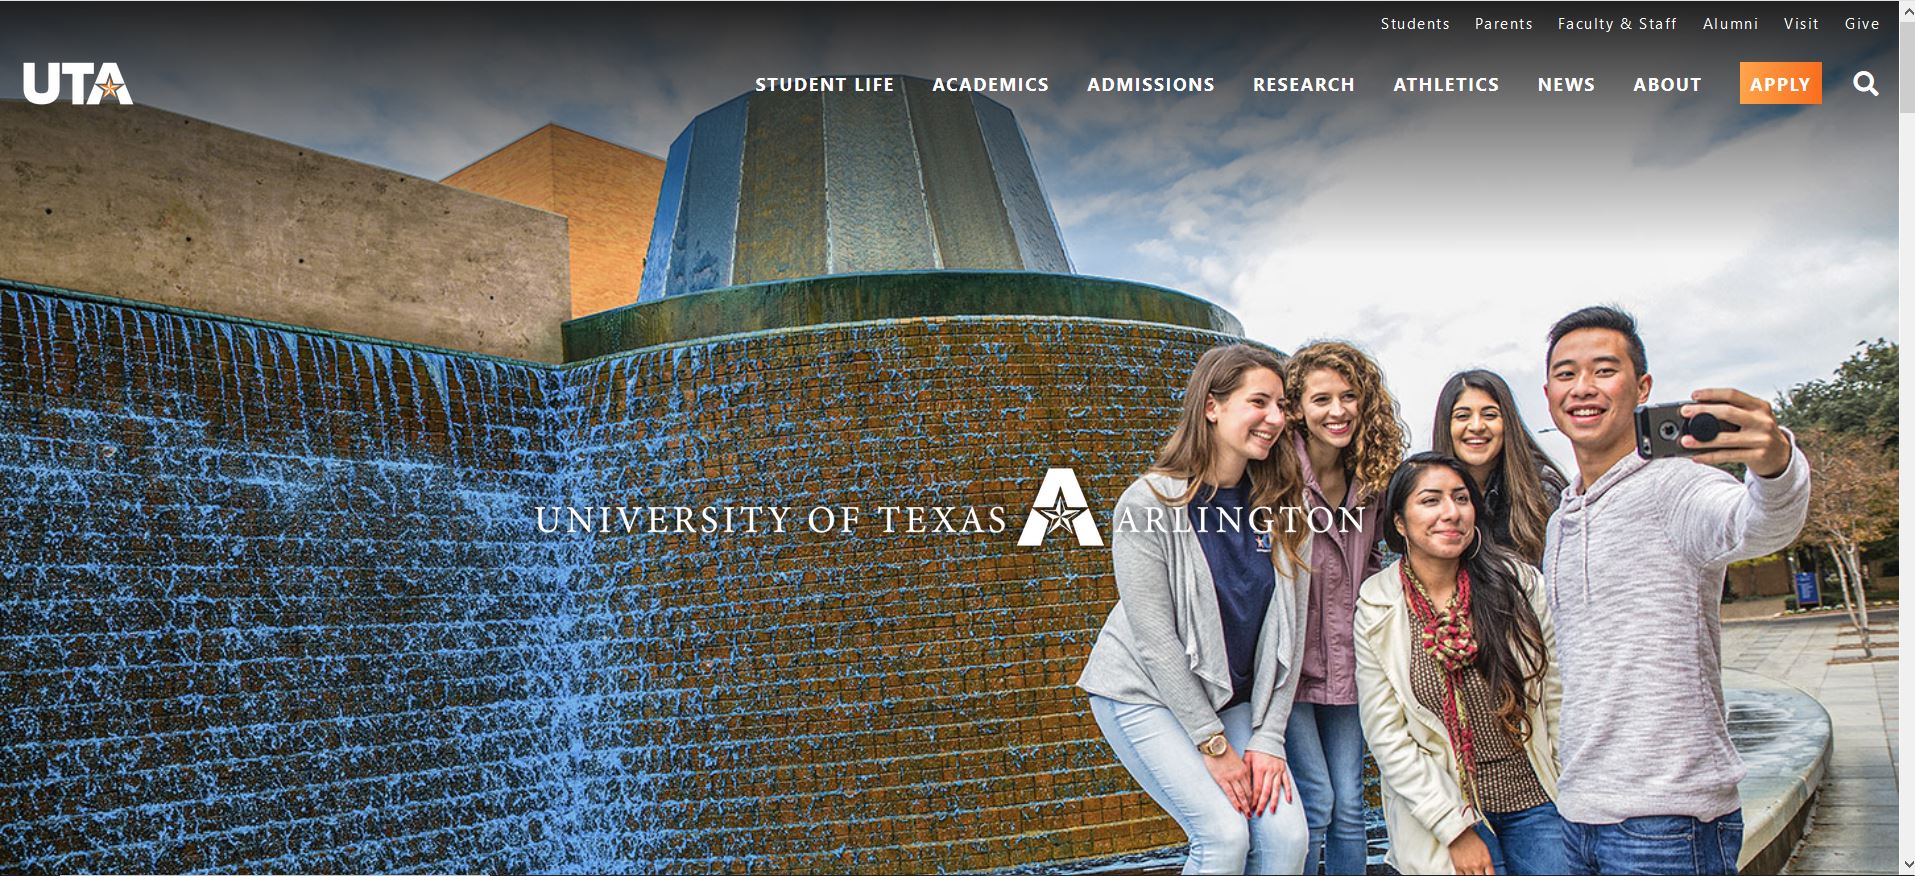 Students Parents Faculty & Staff Alumni Visit Give
UTA STUDENT LIFE ACADEMICS ADMISSIONS RESEARCH ATHLETICS NEWS ABOUT APPLY
UNIVERSITY OF TEXAS A ARLINGTON